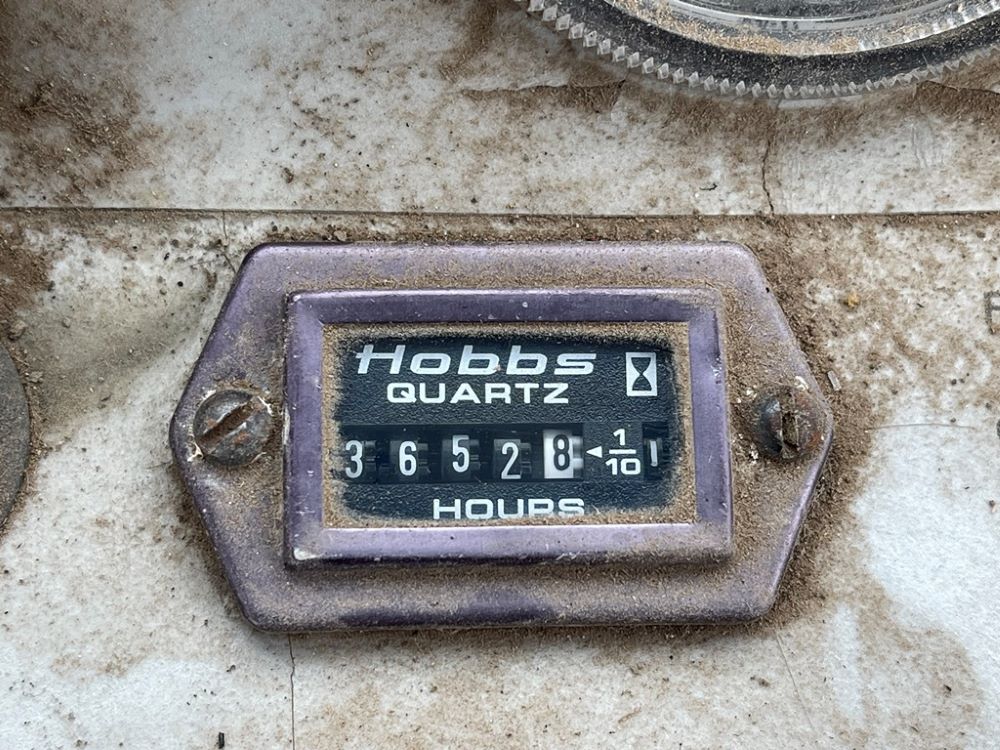 Hobbs
QUARTZ
3 6 5 2 8 ◄ 1/10
HOURS